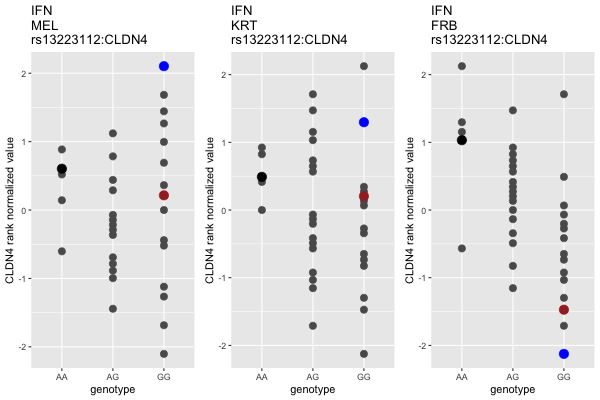 IFN
MEL
rs13223112:CLDN4
CLDN4 rank normalized value
2
1
0
-1
-2
AA
AG
GG
genotype
IFN
KRT
rs13223112:CLDN4
CLDN4 rank normalized value
2
1
0
-1
-2
AA
AG
GG
genotype
IFN
FRB
rs13223112:CLDN4
CLDN4 rank normalized value
2
1
0
-1
-2
AA
AG
GG
genotype